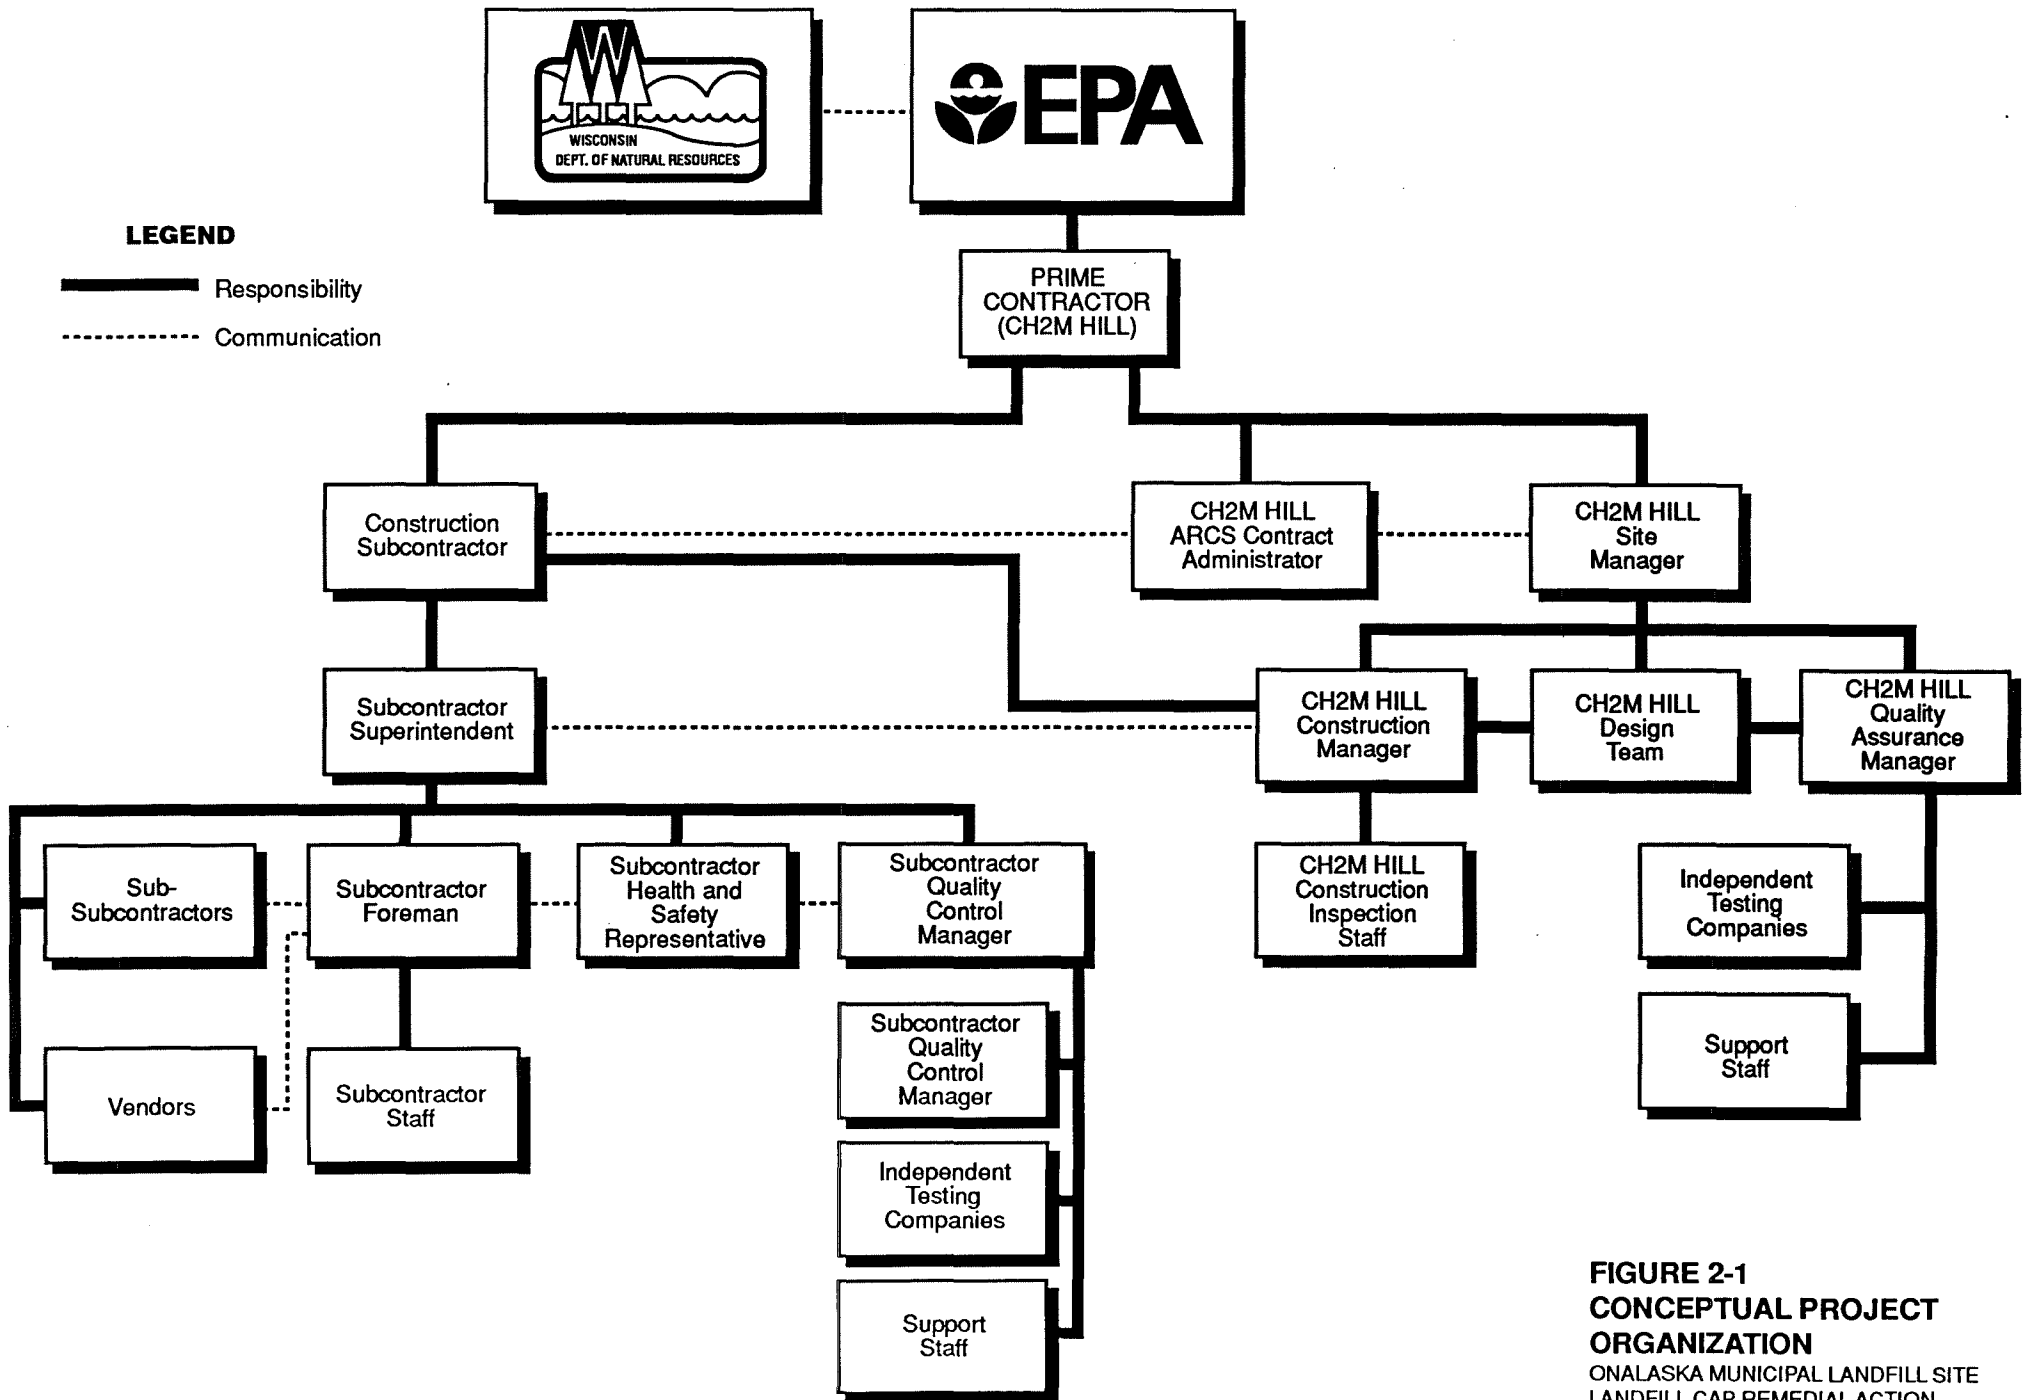 WISCONSIN
DEPT. OF NATURAL RESOURCES
EPA
LEGEND
Responsibility
Communication
PRIME
CONTRACTOR
(CH2M HILL)
Construction
Subcontractor
CH2M HILL
ARCS Contract
Administrator
CH2M HILL
Site
Manager
Subcontractor
Superintendent
CH2M HILL
Construction
Manager
CH2M HILL
Design
Team
CH2M HILL
Quality
Assurance
Manager
Sub-
Subcontractors
Subcontractor
Foreman
Subcontractor
Health and
Safety
Representative
Subcontractor
Quality
Control
Manager
CH2M HILL
Construction
Inspection
Staff
Independent
Testing
Companies
Vendors
Subcontractor
Staff
Subcontractor
Quality
Control
Manager
Support
Staff
Independent
Testing
Companies
Support
Staff
FIGURE 2-1
CONCEPTUAL PROJECT
ORGANIZATION
ONALASKA MUNICIPAL LANDFILL SITE
LANDFILL CAP REMEDIAL ACTION